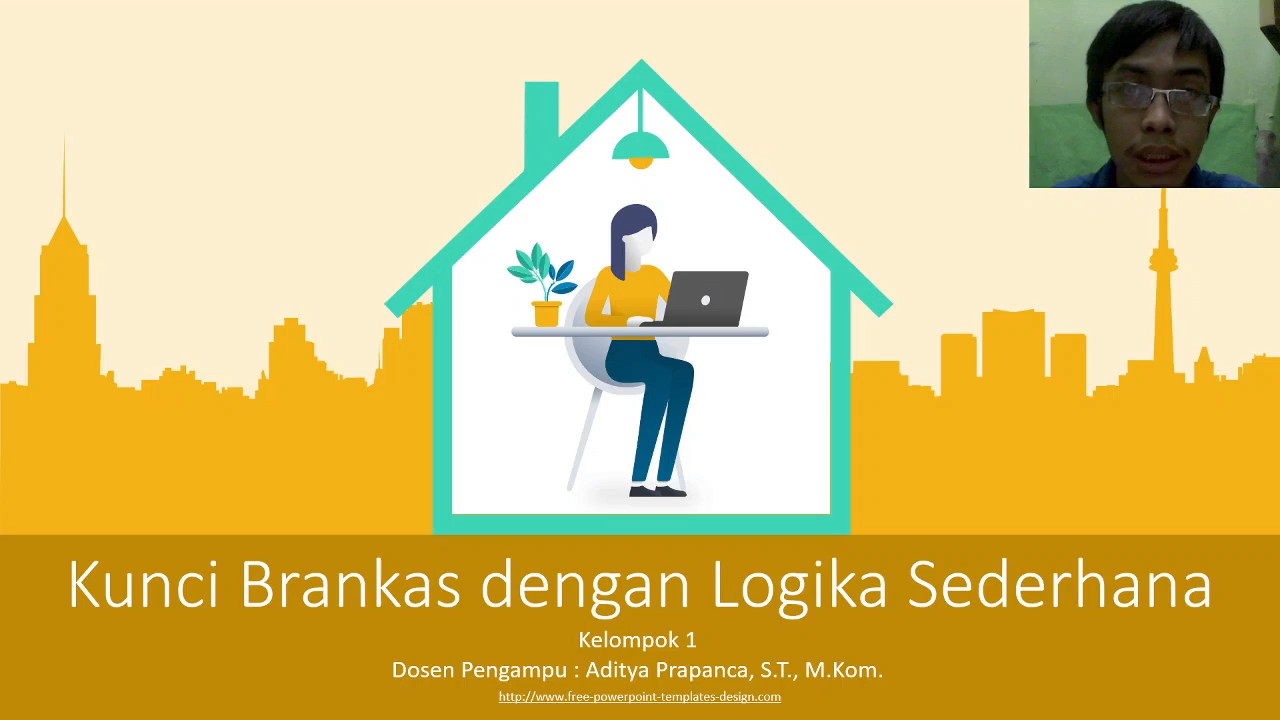 Kunci Brankas dengan Logika Sederhana
Kelompok 1
Dosen Pengampu : Aditya Prapanca, S.T., M.Kom.
http://www.free-powerpoint-templates-design.com